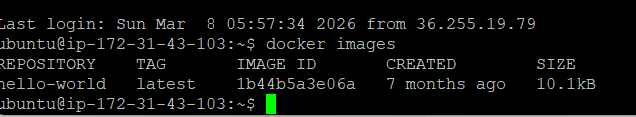 Last login: Sun Mar  8 05:57:34 2026 from 36.255.19.79
ubuntu@ip-172-31-43-103:~$ docker images
REPOSITORY    TAG       IMAGE ID       CREATED        SIZE
hello-world   latest    1b44b5a3e06a   7 months ago   10.1kB
ubuntu@ip-172-31-43-103:~$